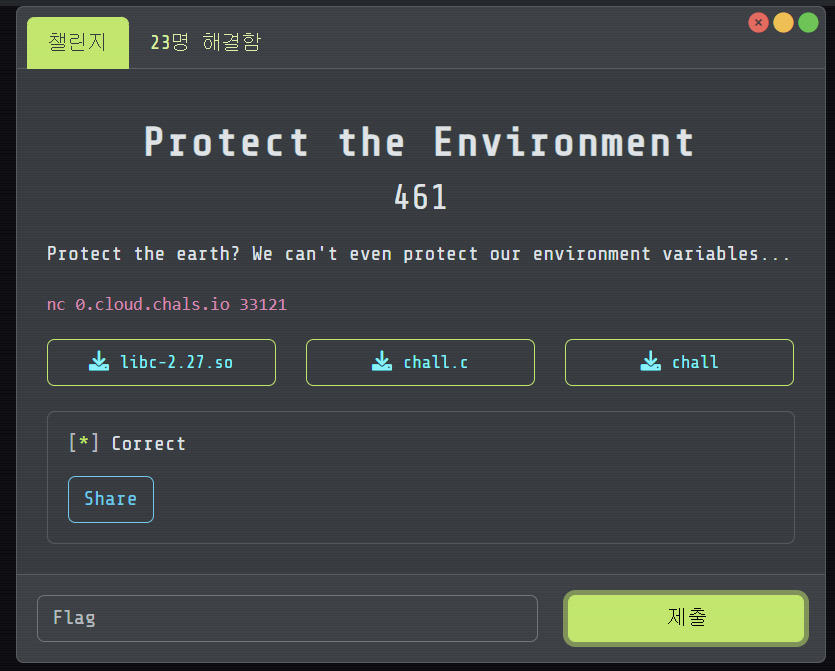 챌린지
23명 해결함
Protect the Environment
461
Protect the earth? We can't even protect our environment variables...
nc 0.cloud.chals.io 33121
libc-2.27.so
chall.c
chall
[*] Correct
Share
Flag
제출